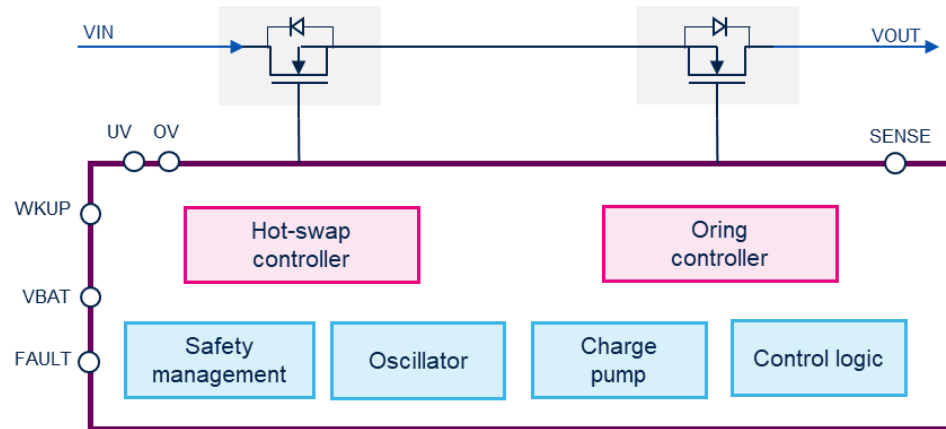 VIN
VOUT
UV
OV
SENSE
WKUP
Hot-swap
controller
Oring
controller
VBAT
FAULT
Safety
management
Oscillator
Charge
pump
Control logic